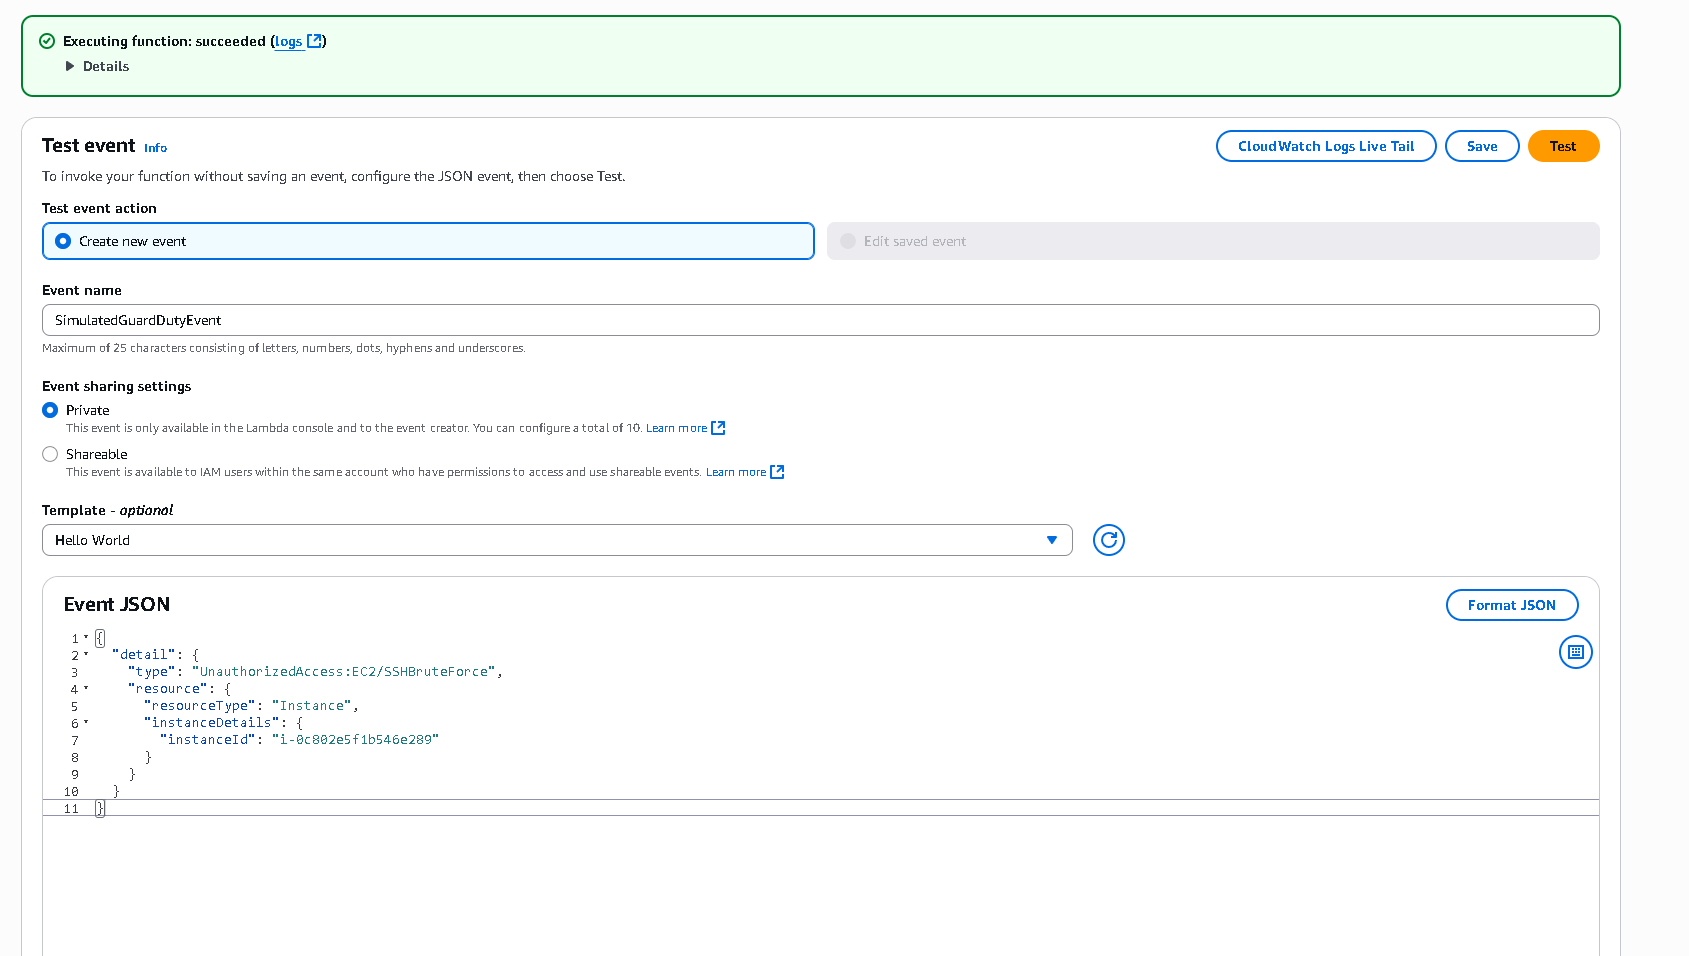 Executing function: succeeded (logs)
Details
Test event Info
CloudWatch Logs Live Tail
Save
Test
To invoke your function without saving an event, configure the JSON event, then choose Test.
Test event action
Create new event
Edit saved event
Event name
SimulatedGuardDutyEvent
Maximum of 25 characters consisting of letters, numbers, dots, hyphens and underscores.
Event sharing settings
Private
This event is only available in the Lambda console and to the event creator. You can configure a total of 10. Learn more
Shareable
This event is available to IAM users within the same account who have permissions to access and use shareable events. Learn more
Template - optional
Hello World
Event JSON
Format JSON
1 {
2 "detail": {
3 "type": "UnauthorizedAccess:EC2/SSHBruteForce",
4 "resource": {
5 "resourceType": "Instance",
6 "instanceDetails": {
7 "instanceId": "i-0c802e5f1b546e289"
8 }
9 }
10 }
11 }